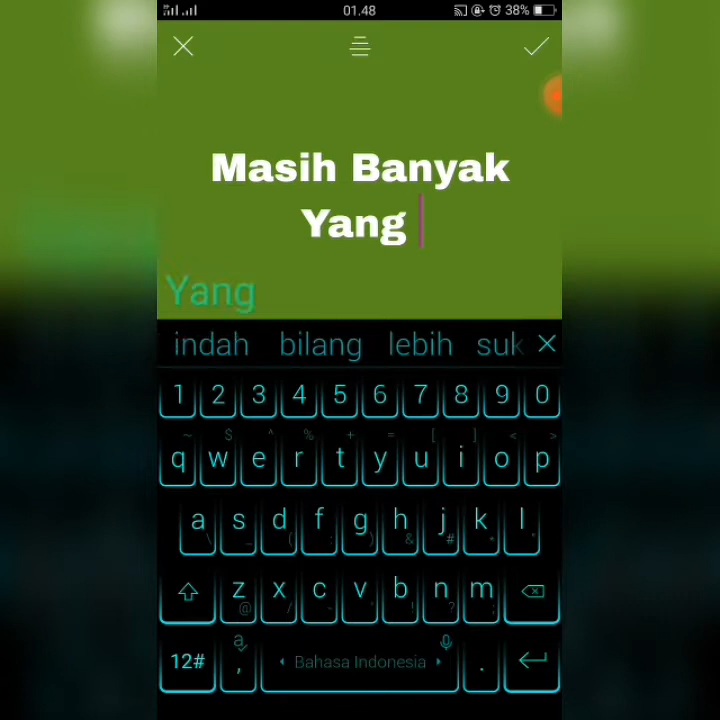 01.48 38%
Masih Banyak
Yang
Yang
indah bilang lebih suk
1 2 3 4 5 6 7 8 9 0
~ $ ^ % + = [ ] < >
q w e r t y u i o p
a s d f g h j k l
\ _ ( : ) & # * "
z x c v b n m
@ / - ' ! ? ;
12# , Bahasa Indonesia .